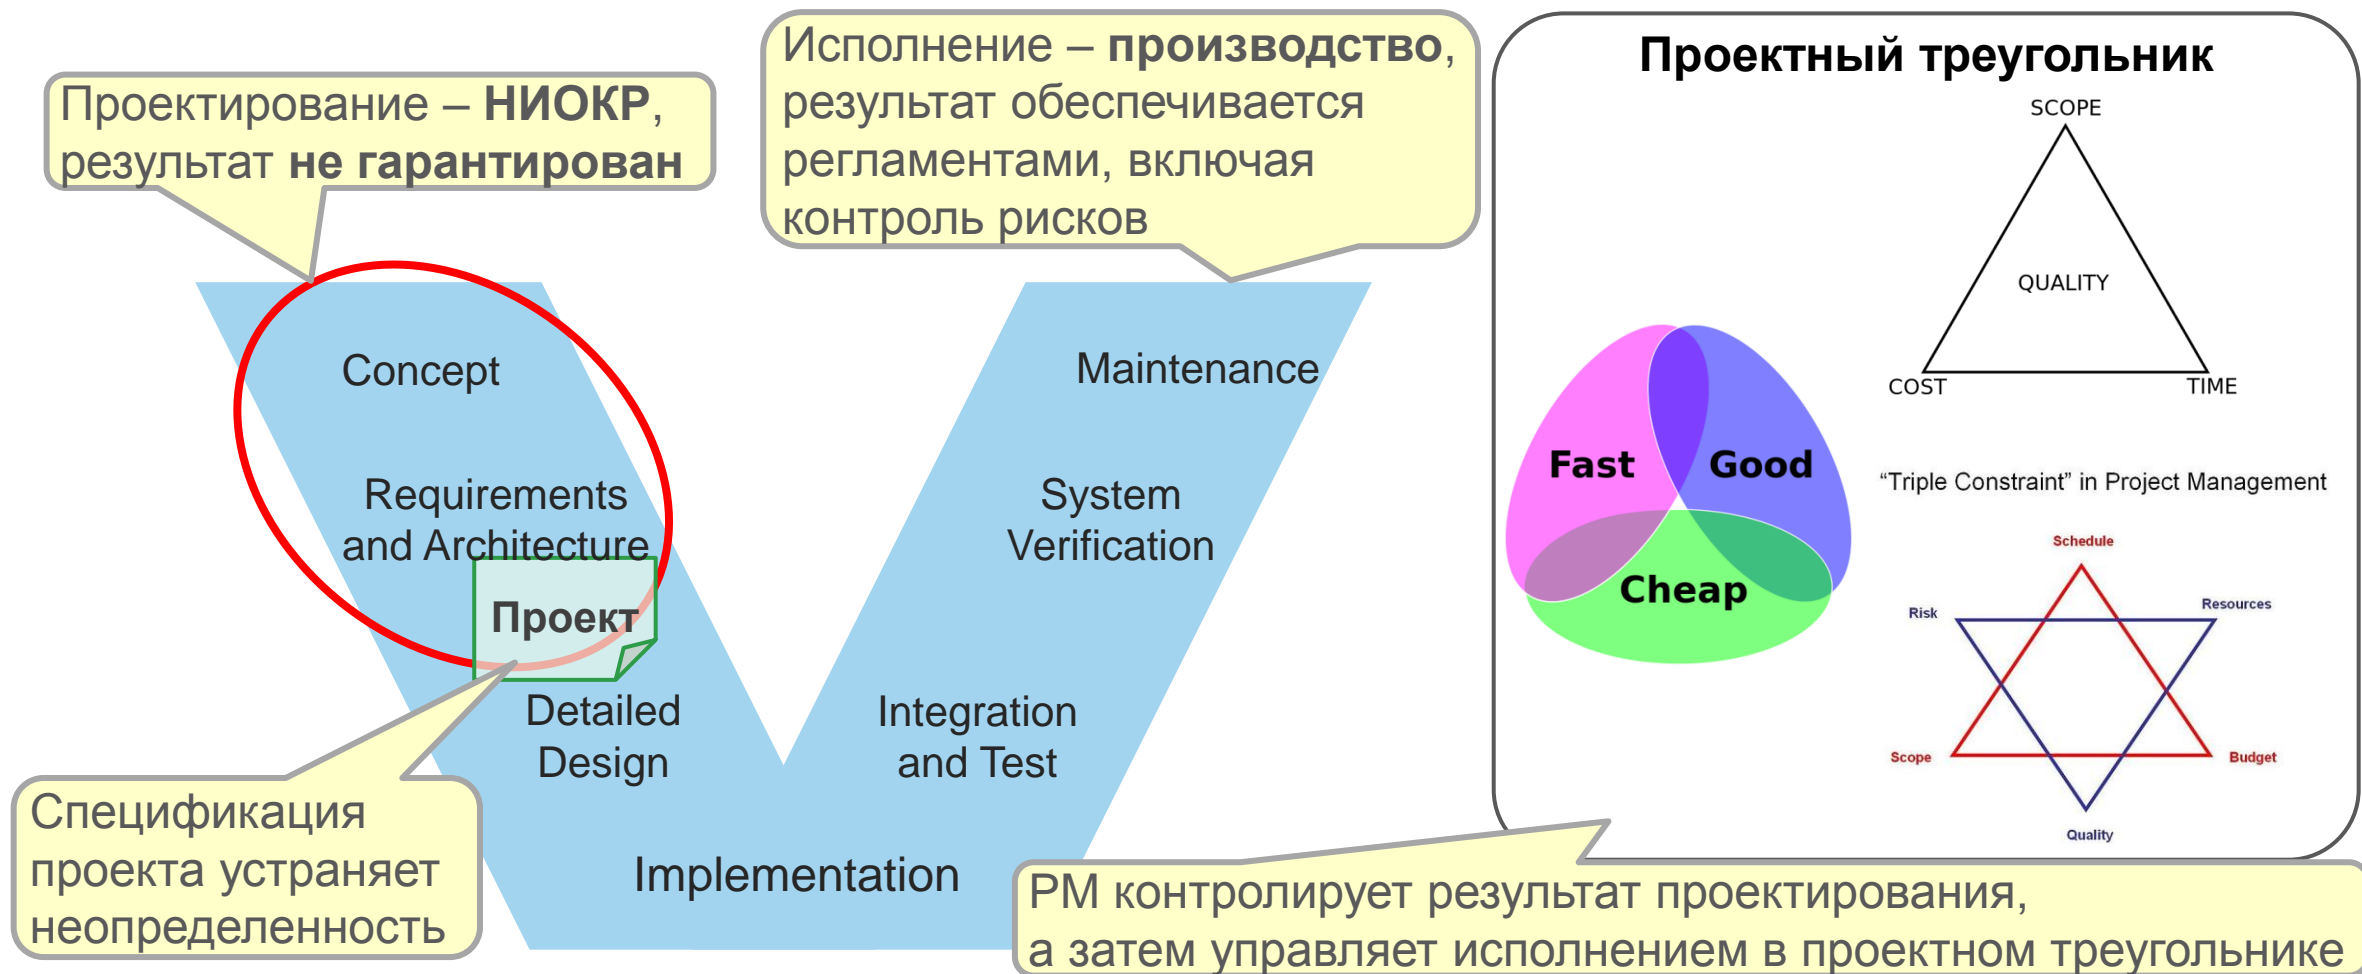 Проектирование – НИОКР,
результат не гарантирован
Исполнение – производство,
результат обеспечивается
регламентами, включая
контроль рисков
Concept
Requirements
and Architecture
Проект
Detailed
Design
Implementation
Integration
and Test
System
Verification
Maintenance
Спецификация
проекта устраняет
неопределенность
Проектный треугольник
SCOPE
QUALITY
COST
TIME
Fast
Good
Cheap
“Triple Constraint” in Project Management
Schedule
Risk
Resources
Scope
Budget
Quality
PM контролирует результат проектирования,
а затем управляет исполнением в проектном треугольнике